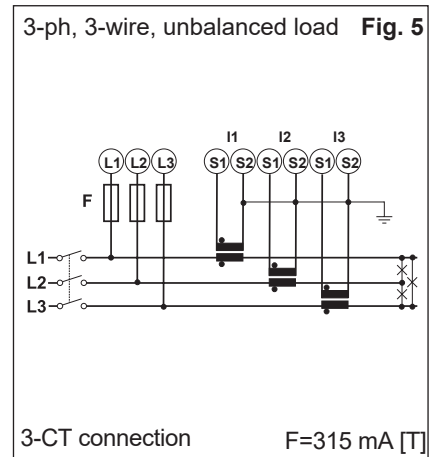 3-ph, 3-wire, unbalanced load Fig. 5
I1 I2 I3
L1 L2 L3 S1 S2 S1 S2 S1 S2
F
L1
L2
L3
3-CT connection F=315 mA [T]